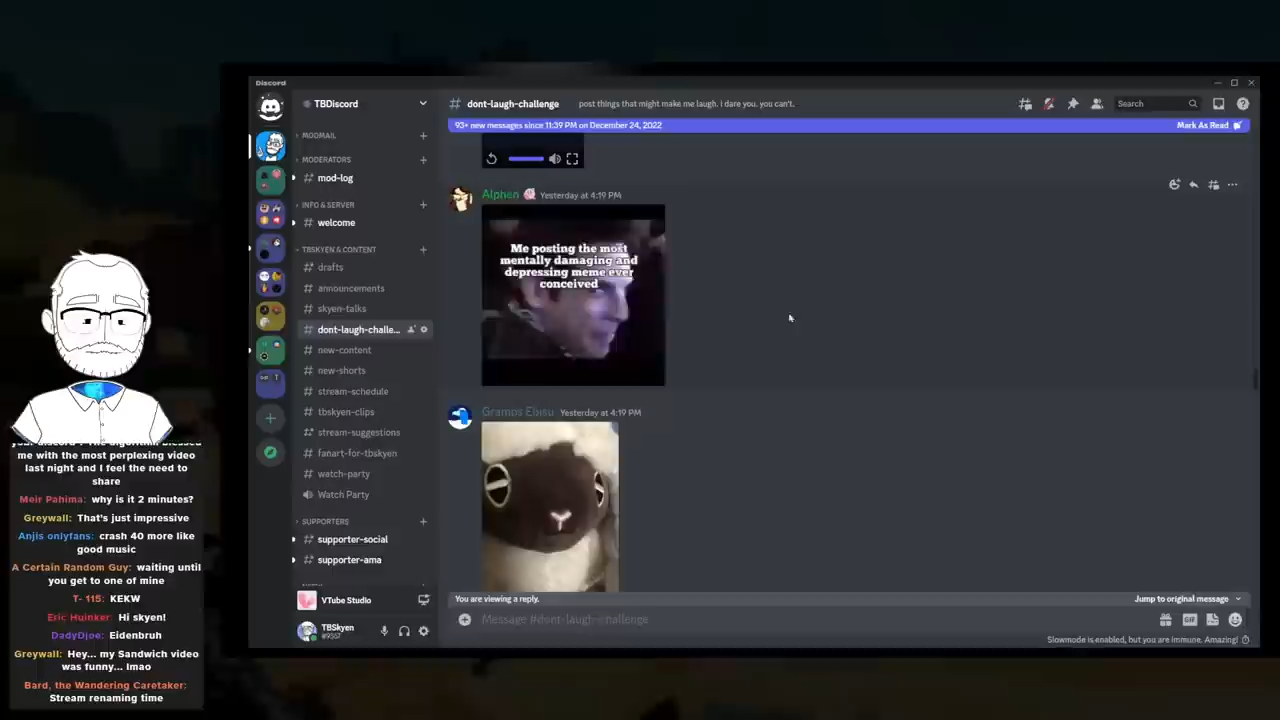 Discord
TBDiscord
# dont-laugh-challenge
post things that might make me laugh. i dare you. you can't.
Search
93+ new messages since 11:39 PM on December 24, 2022
Mark As Read
MODMAIL
MODERATORS
# mod-log
INFO & SERVER
# welcome
TBSKYEN & CONTENT
# drafts
# announcements
# skyen-talks
# dont-laugh-challe...
# new-content
# new-shorts
# stream-schedule
# tbskyen-clips
# stream-suggestions
# fanart-for-tbskyen
# watch-party
Watch Party
SUPPORTERS
# supporter-social
# supporter-ama
VTube Studio
TBSkyen
#9367
Alphen Yesterday at 4:19 PM
Me posting the most
mentally damaging and
depressing meme ever
conceived
Gramps Ebisu Yesterday at 4:19 PM
You are viewing a reply.
Jump to original message
Message #dont-laugh-challenge
GIF
Slowmode is enabled, but you are immune. Amazing!
me with the most perplexing video
last night and I feel the need to
share
Meir Pahima: why is it 2 minutes?
Greywall: That's just impressive
Anjis onlyfans: crash 40 more like
good music
A Certain Random Guy: waiting until
you get to one of mine
T- 115: KEKW
Eric Huinker: Hi skyen!
DadyDjoe: Eidenbruh
Greywall: Hey... my Sandwich video
was funny... lmao
Bard, the Wandering Caretaker:
Stream renaming time